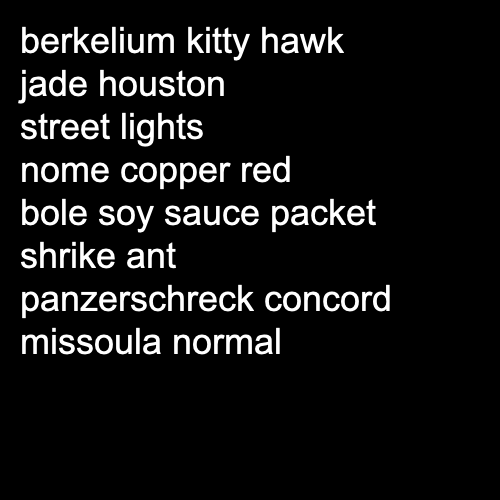 berkelium kitty hawk
jade houston
street lights
nome copper red
bole soy sauce packet
shrike ant
panzerschreck concord
missoula normal